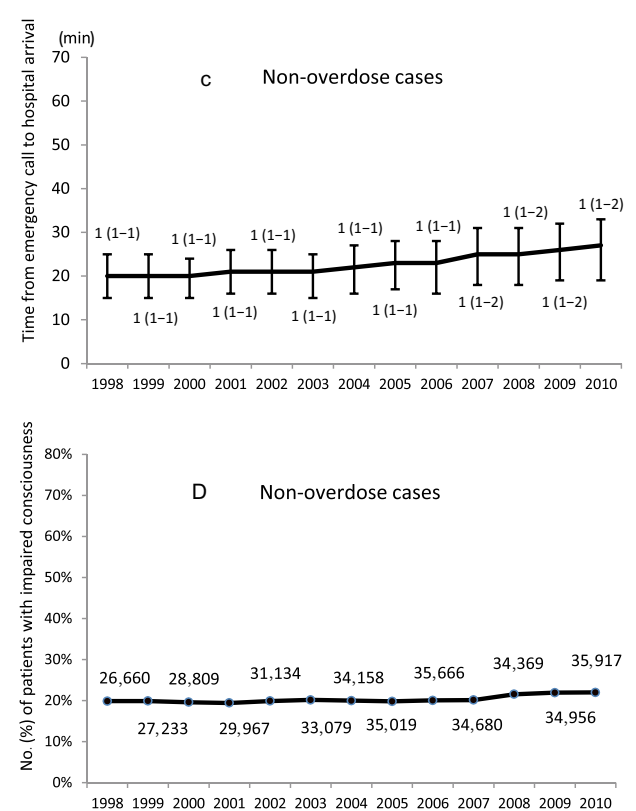 (min)
Time from emergency call to hospital arrival
C Non-overdose cases
70
60
50
40
30
20
10
0
1 (1–1) 1 (1–1) 1 (1–1) 1 (1–1) 1 (1–1) 1 (1–2) 1 (1–2)
1 (1–1) 1 (1–1) 1 (1–1) 1 (1–1) 1 (1–2) 1 (1–2)
1998 1999 2000 2001 2002 2003 2004 2005 2006 2007 2008 2009 2010
No. (%) of patients with impaired consciousness
D Non-overdose cases
80%
70%
60%
50%
40%
30%
20%
10%
0%
26,660 28,809 31,134 34,158 35,666 34,369 35,917
27,233 29,967 33,079 35,019 34,680 34,956
1998 1999 2000 2001 2002 2003 2004 2005 2006 2007 2008 2009 2010